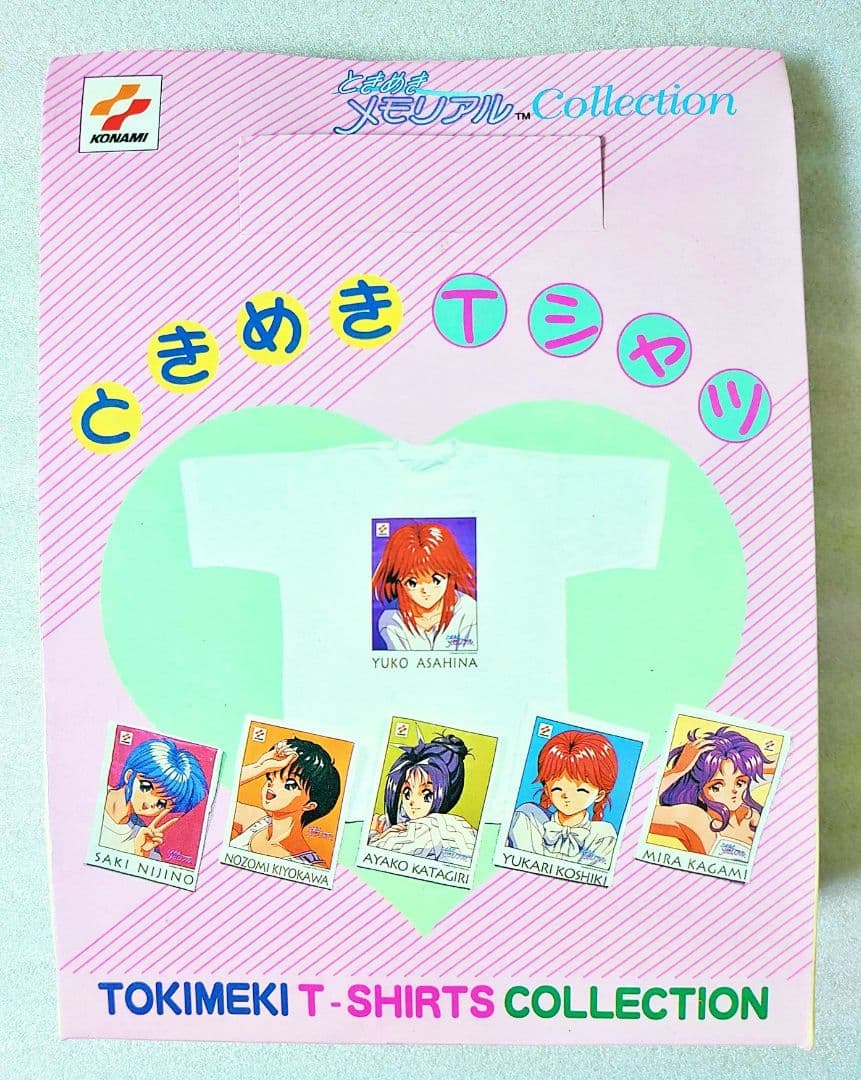 KONAMI
ときめき
メモリアル™ Collection
ときめきTシャツ
YUKO ASAHINA
SAKI NIJINO
NOZOMI KIYOKAWA
AYAKO KATAGIRI
YUKARI KOSHIKI
MIRA KAGAMI
TOKIMEKI T-SHIRTS COLLECTION